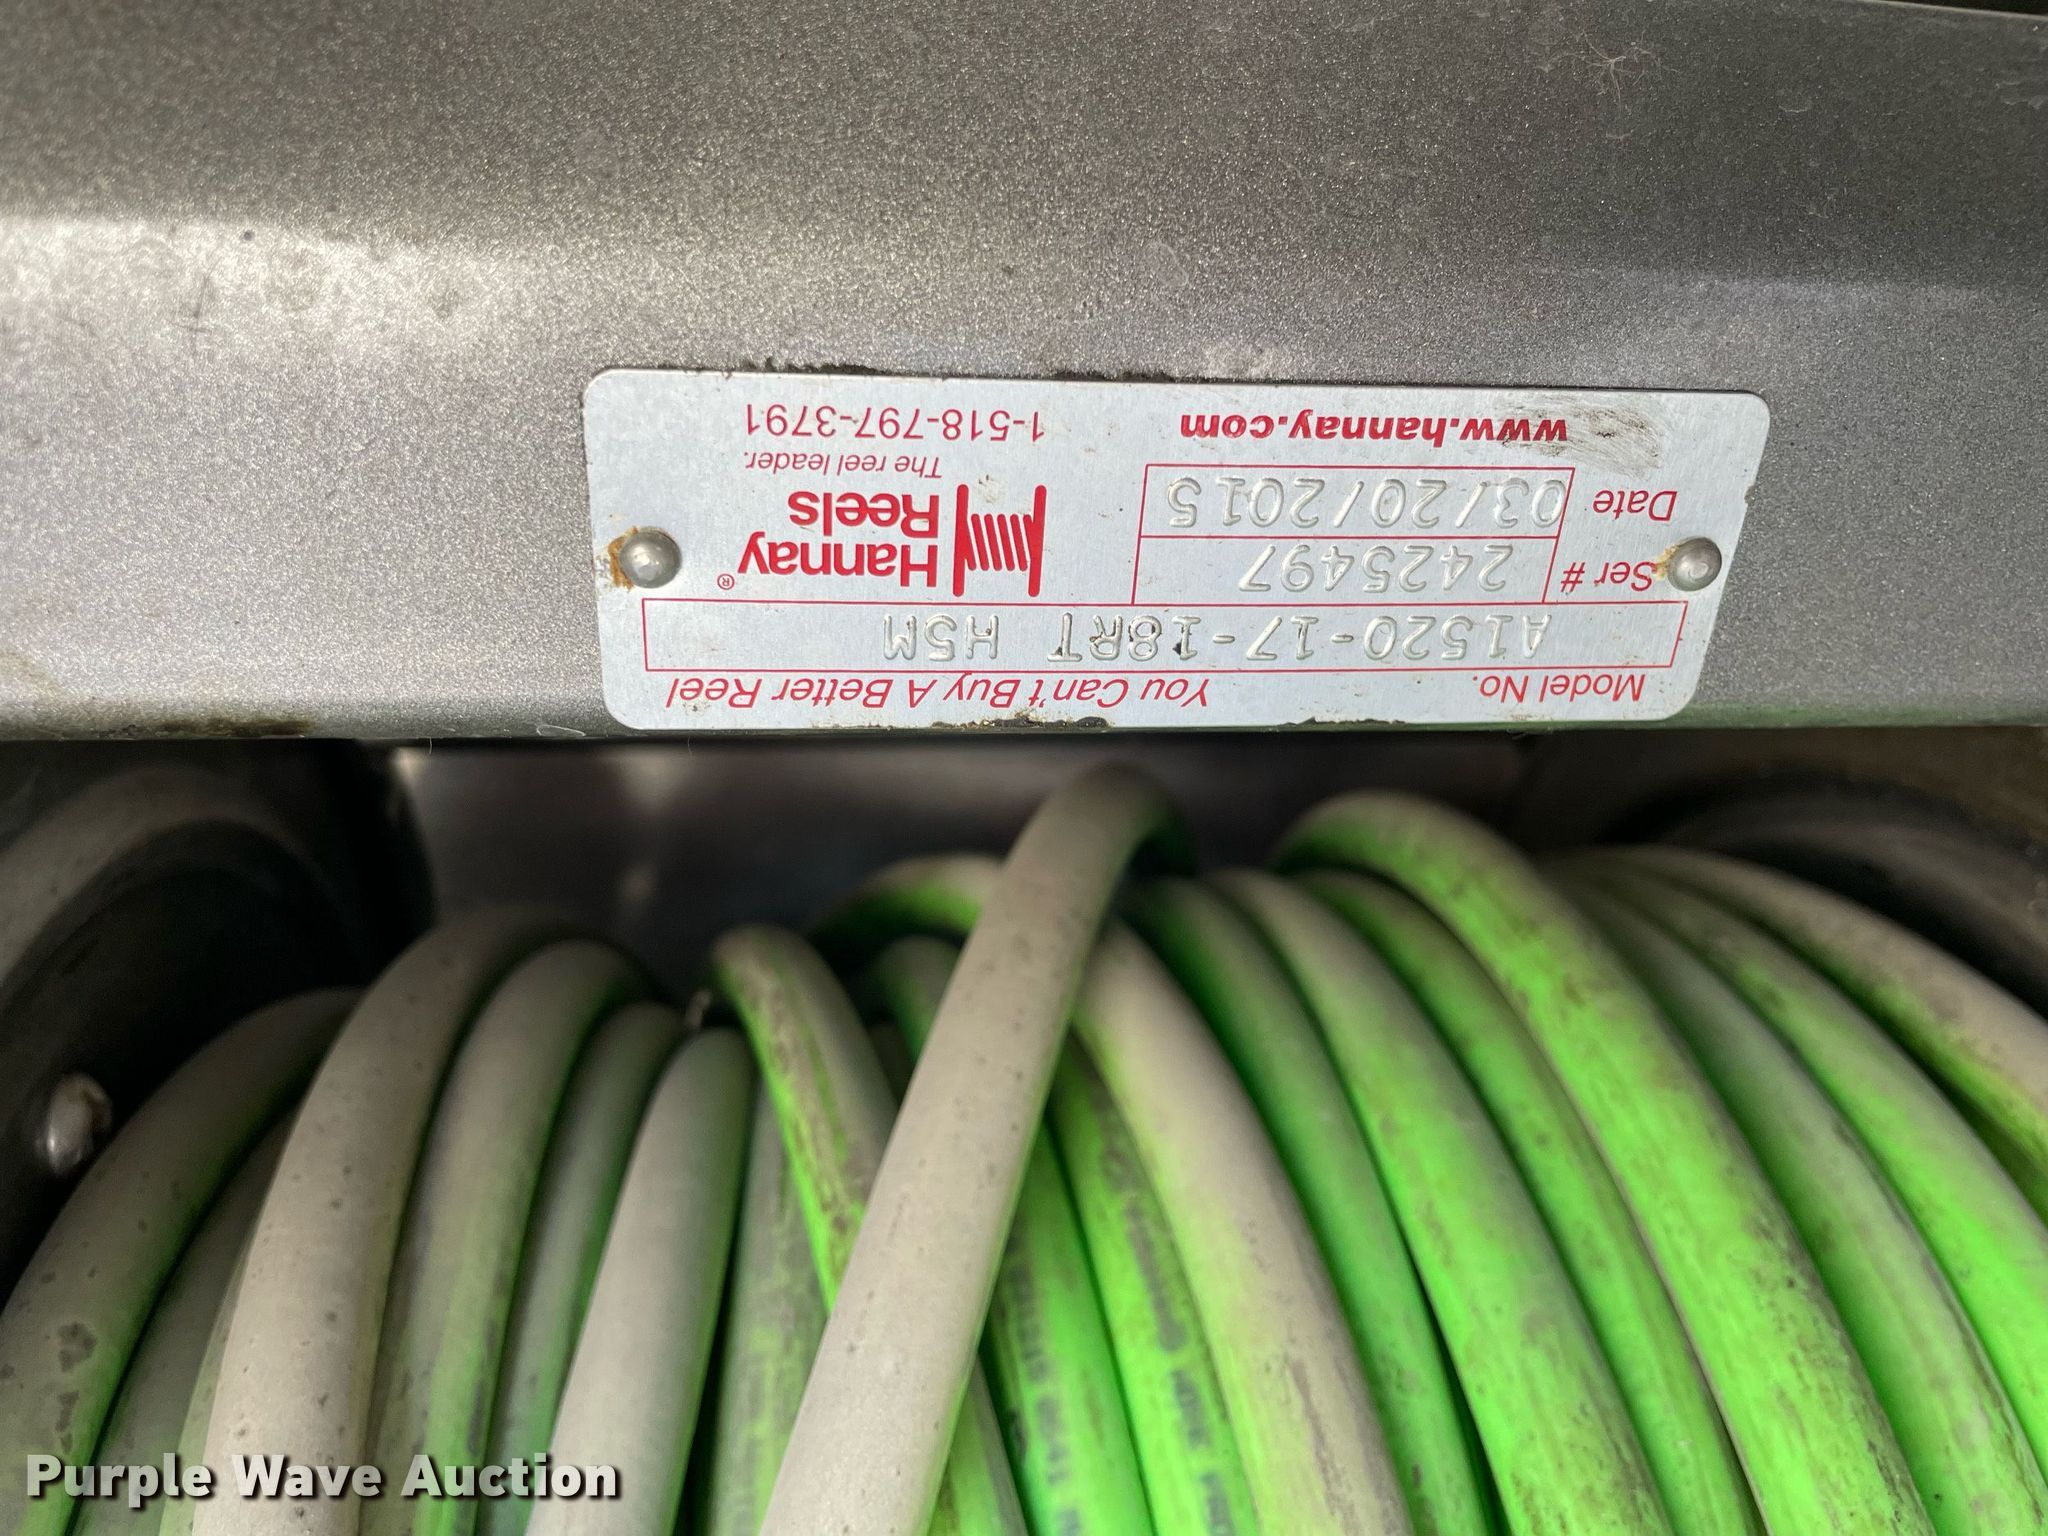 Model No. You Can't Buy A Better Reel
A1520-17-18RT H5M
Ser # 2425497
Date 03/20/2015
www.hannay.com
Hannay®
Reels
The reel leader.
1-518-797-3791
Purple Wave Auction